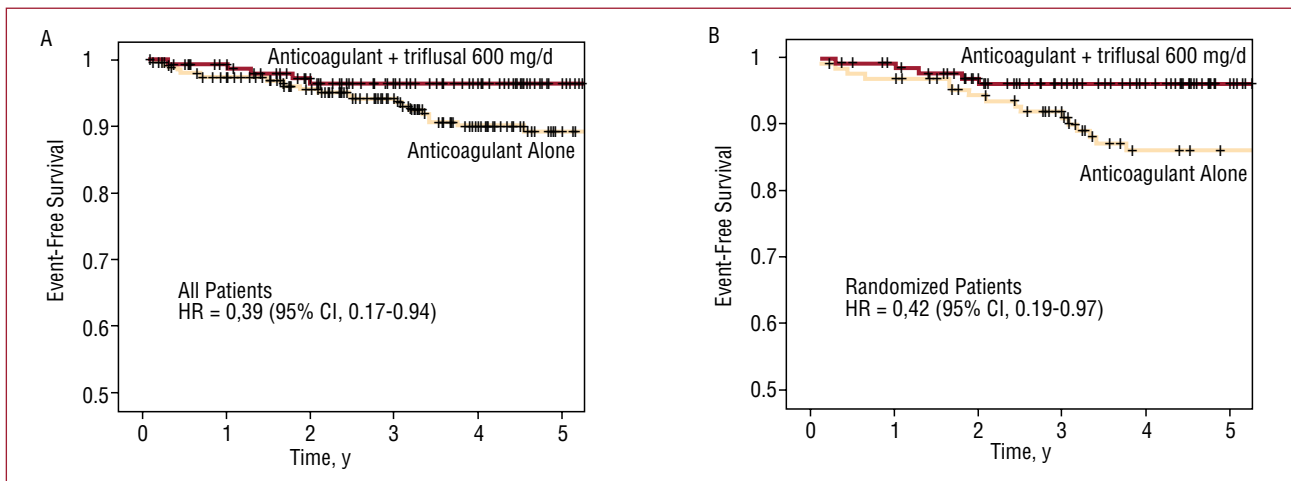 A
Event-Free Survival
1
0.9
0.8
0.7
0.6
0.5
Anticoagulant + triflusal 600 mg/d
Anticoagulant Alone
All Patients
HR = 0,39 (95% CI, 0.17-0.94)
0 1 2 3 4 5
Time, y
B
Event-Free Survival
1
0.9
0.8
0.7
0.6
0.5
Anticoagulant + triflusal 600 mg/d
Anticoagulant Alone
Randomized Patients
HR = 0,42 (95% CI, 0.19-0.97)
0 1 2 3 4 5
Time, y